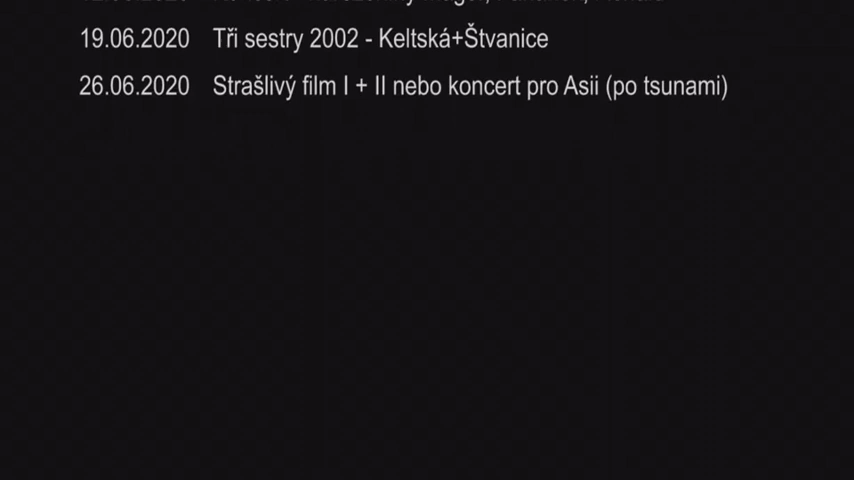 19.06.2020 Tři sestry 2002 - Keltská+Štvanice
26.06.2020 Strašlivý film I + II nebo koncert pro Asii (po tsunami)